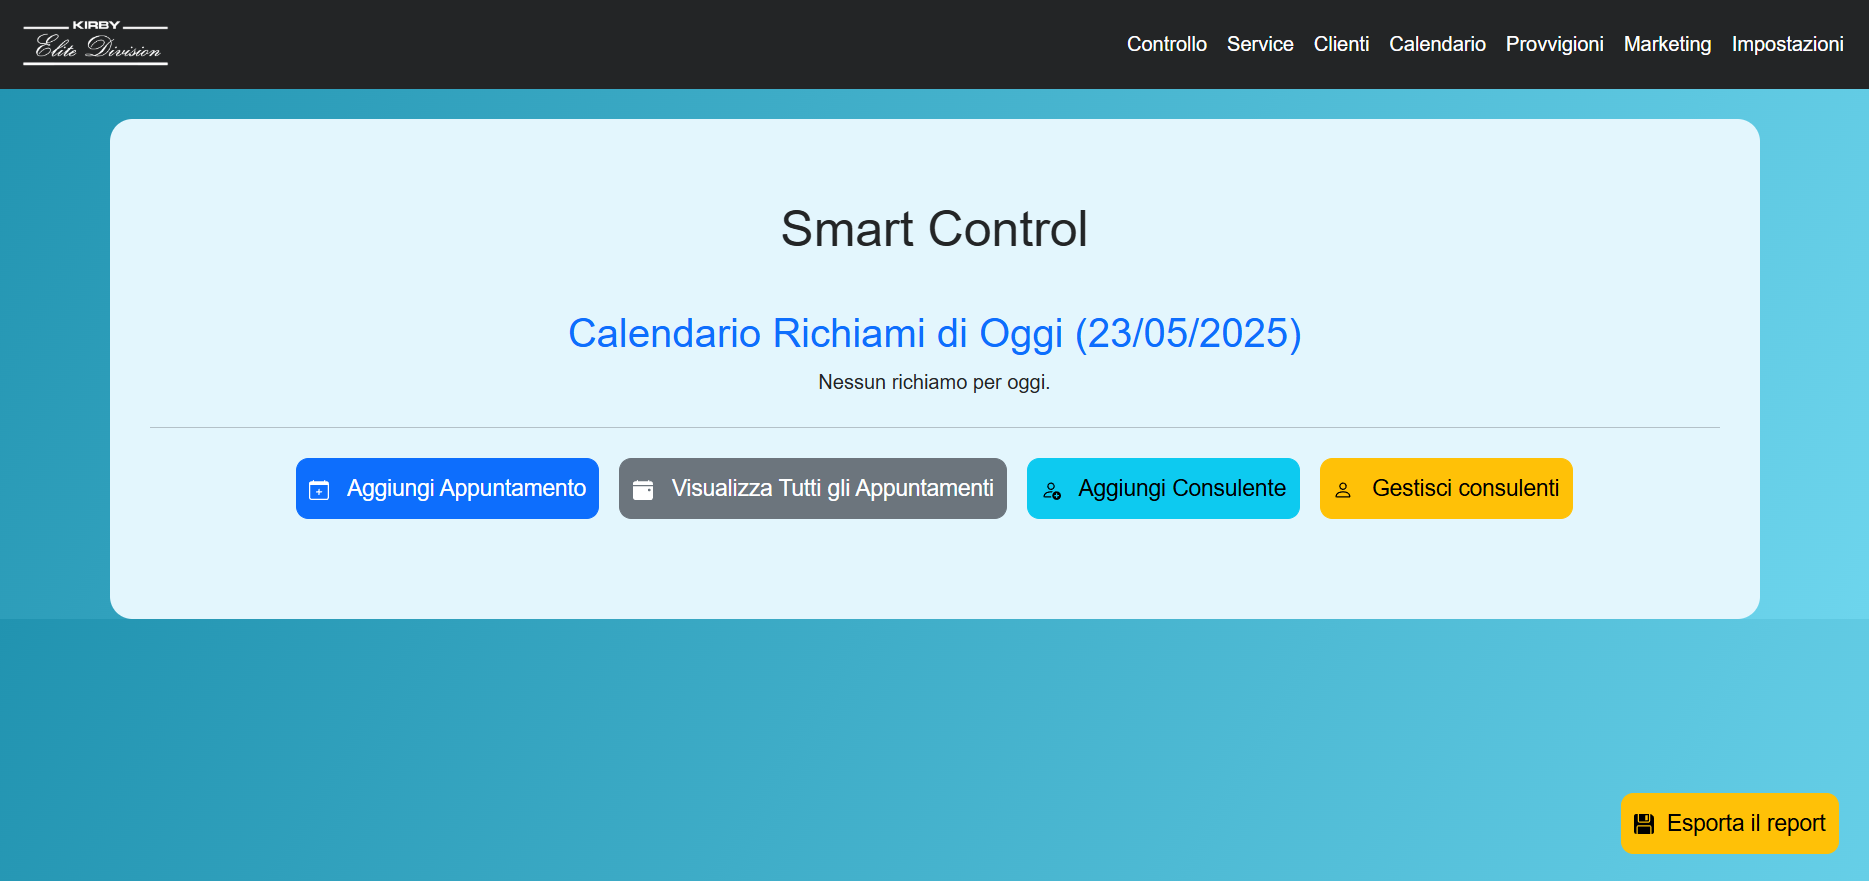 KIRBY
Elite Division
Controllo Service Clienti Calendario Provvigioni Marketing Impostazioni
Smart Control
Calendario Richiami di Oggi (23/05/2025)
Nessun richiamo per oggi.
Aggiungi Appuntamento Visualizza Tutti gli Appuntamenti Aggiungi Consulente Gestisci consulenti
Esporta il report